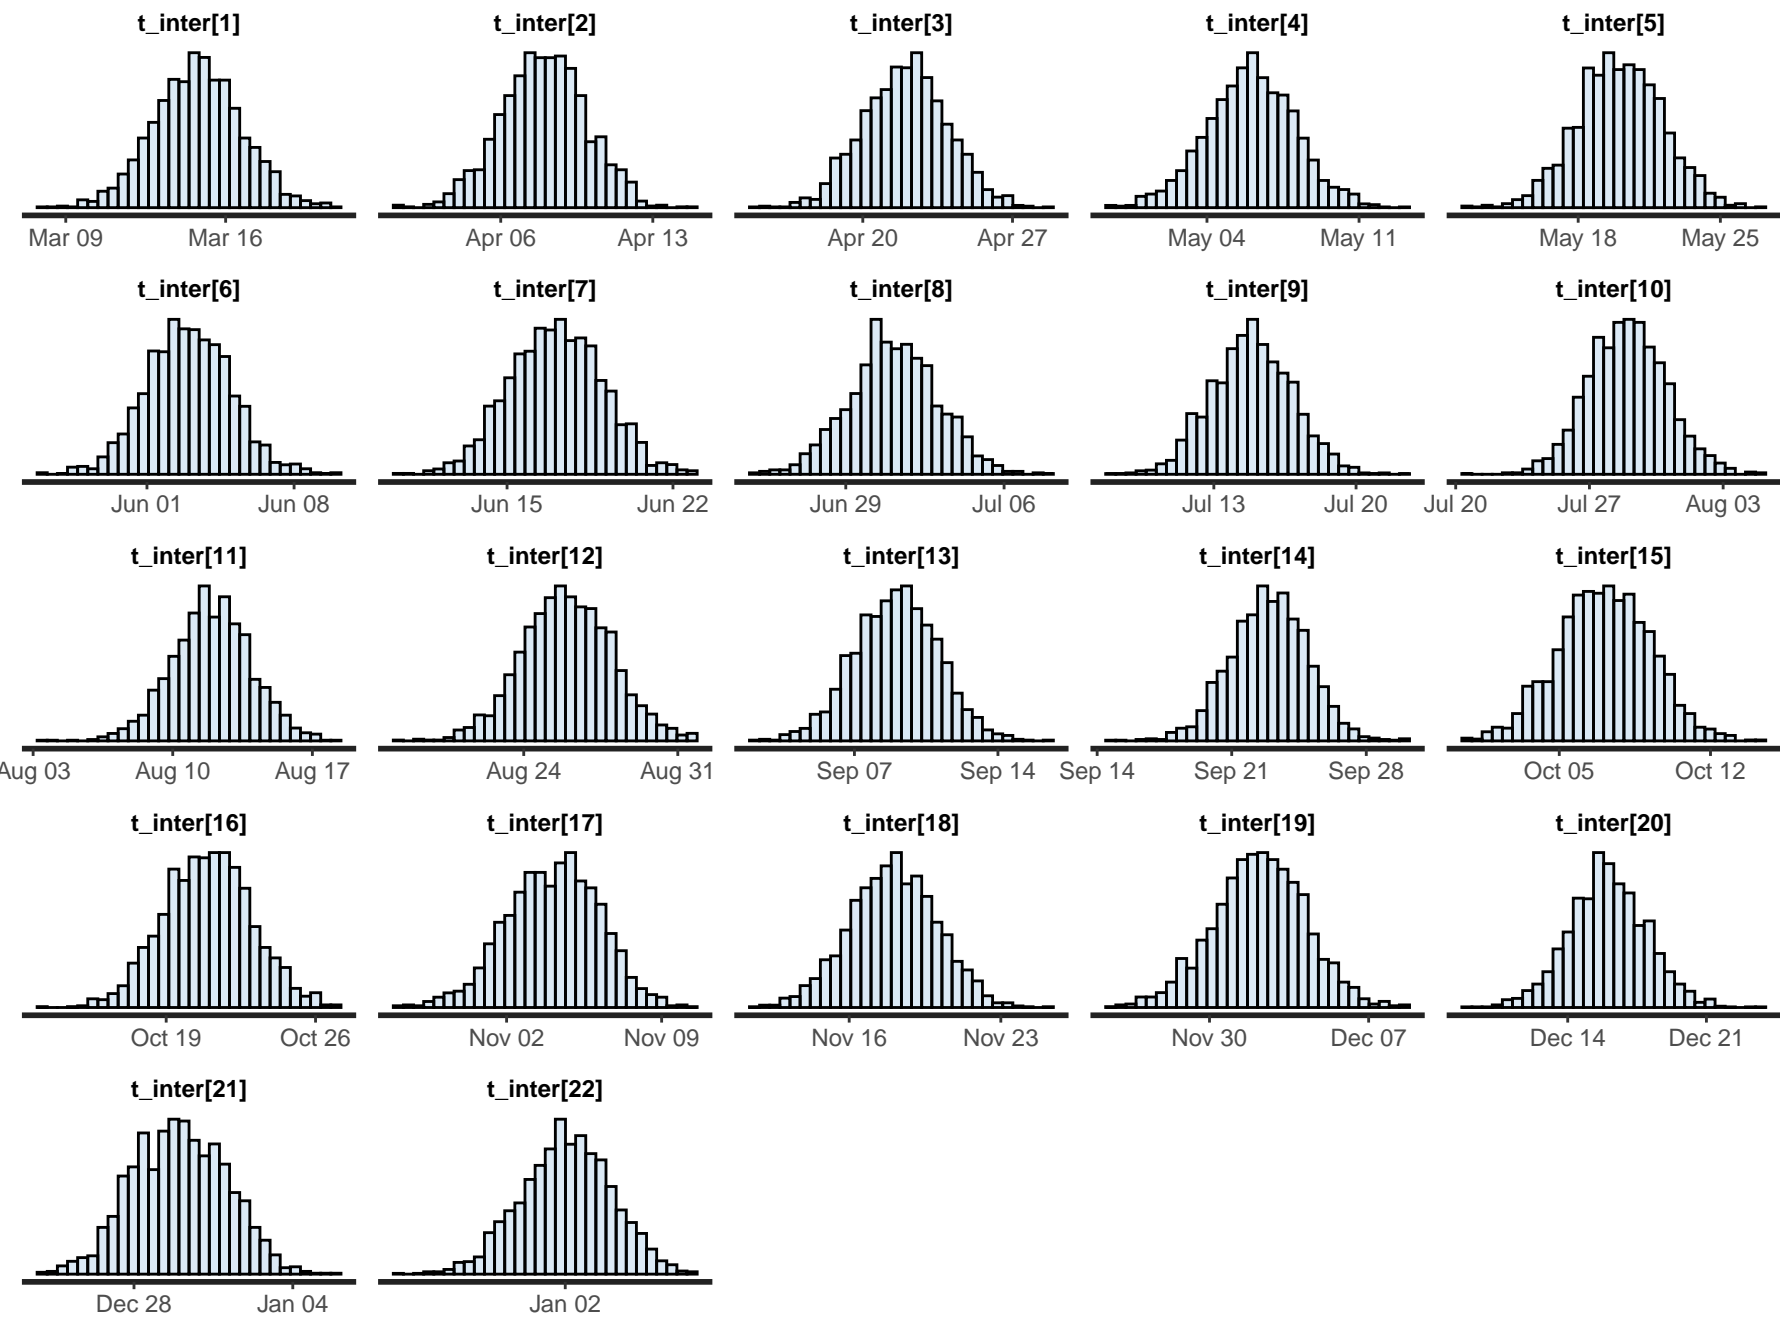 t_inter[1] t_inter[2] t_inter[3] t_inter[4] t_inter[5]
Mar 09 Mar 16 Apr 06 Apr 13 Apr 20 Apr 27 May 04 May 11 May 18 May 25
t_inter[6] t_inter[7] t_inter[8] t_inter[9] t_inter[10]
Jun 01 Jun 08 Jun 15 Jun 22 Jun 29 Jul 06 Jul 13 Jul 20 Jul 20 Jul 27 Aug 03
t_inter[11] t_inter[12] t_inter[13] t_inter[14] t_inter[15]
Aug 03 Aug 10 Aug 17 Aug 24 Aug 31 Sep 07 Sep 14 Sep 14 Sep 21 Sep 28 Oct 05 Oct 12
t_inter[16] t_inter[17] t_inter[18] t_inter[19] t_inter[20]
Oct 19 Oct 26 Nov 02 Nov 09 Nov 16 Nov 23 Nov 30 Dec 07 Dec 14 Dec 21
t_inter[21] t_inter[22]
Dec 28 Jan 04 Jan 02